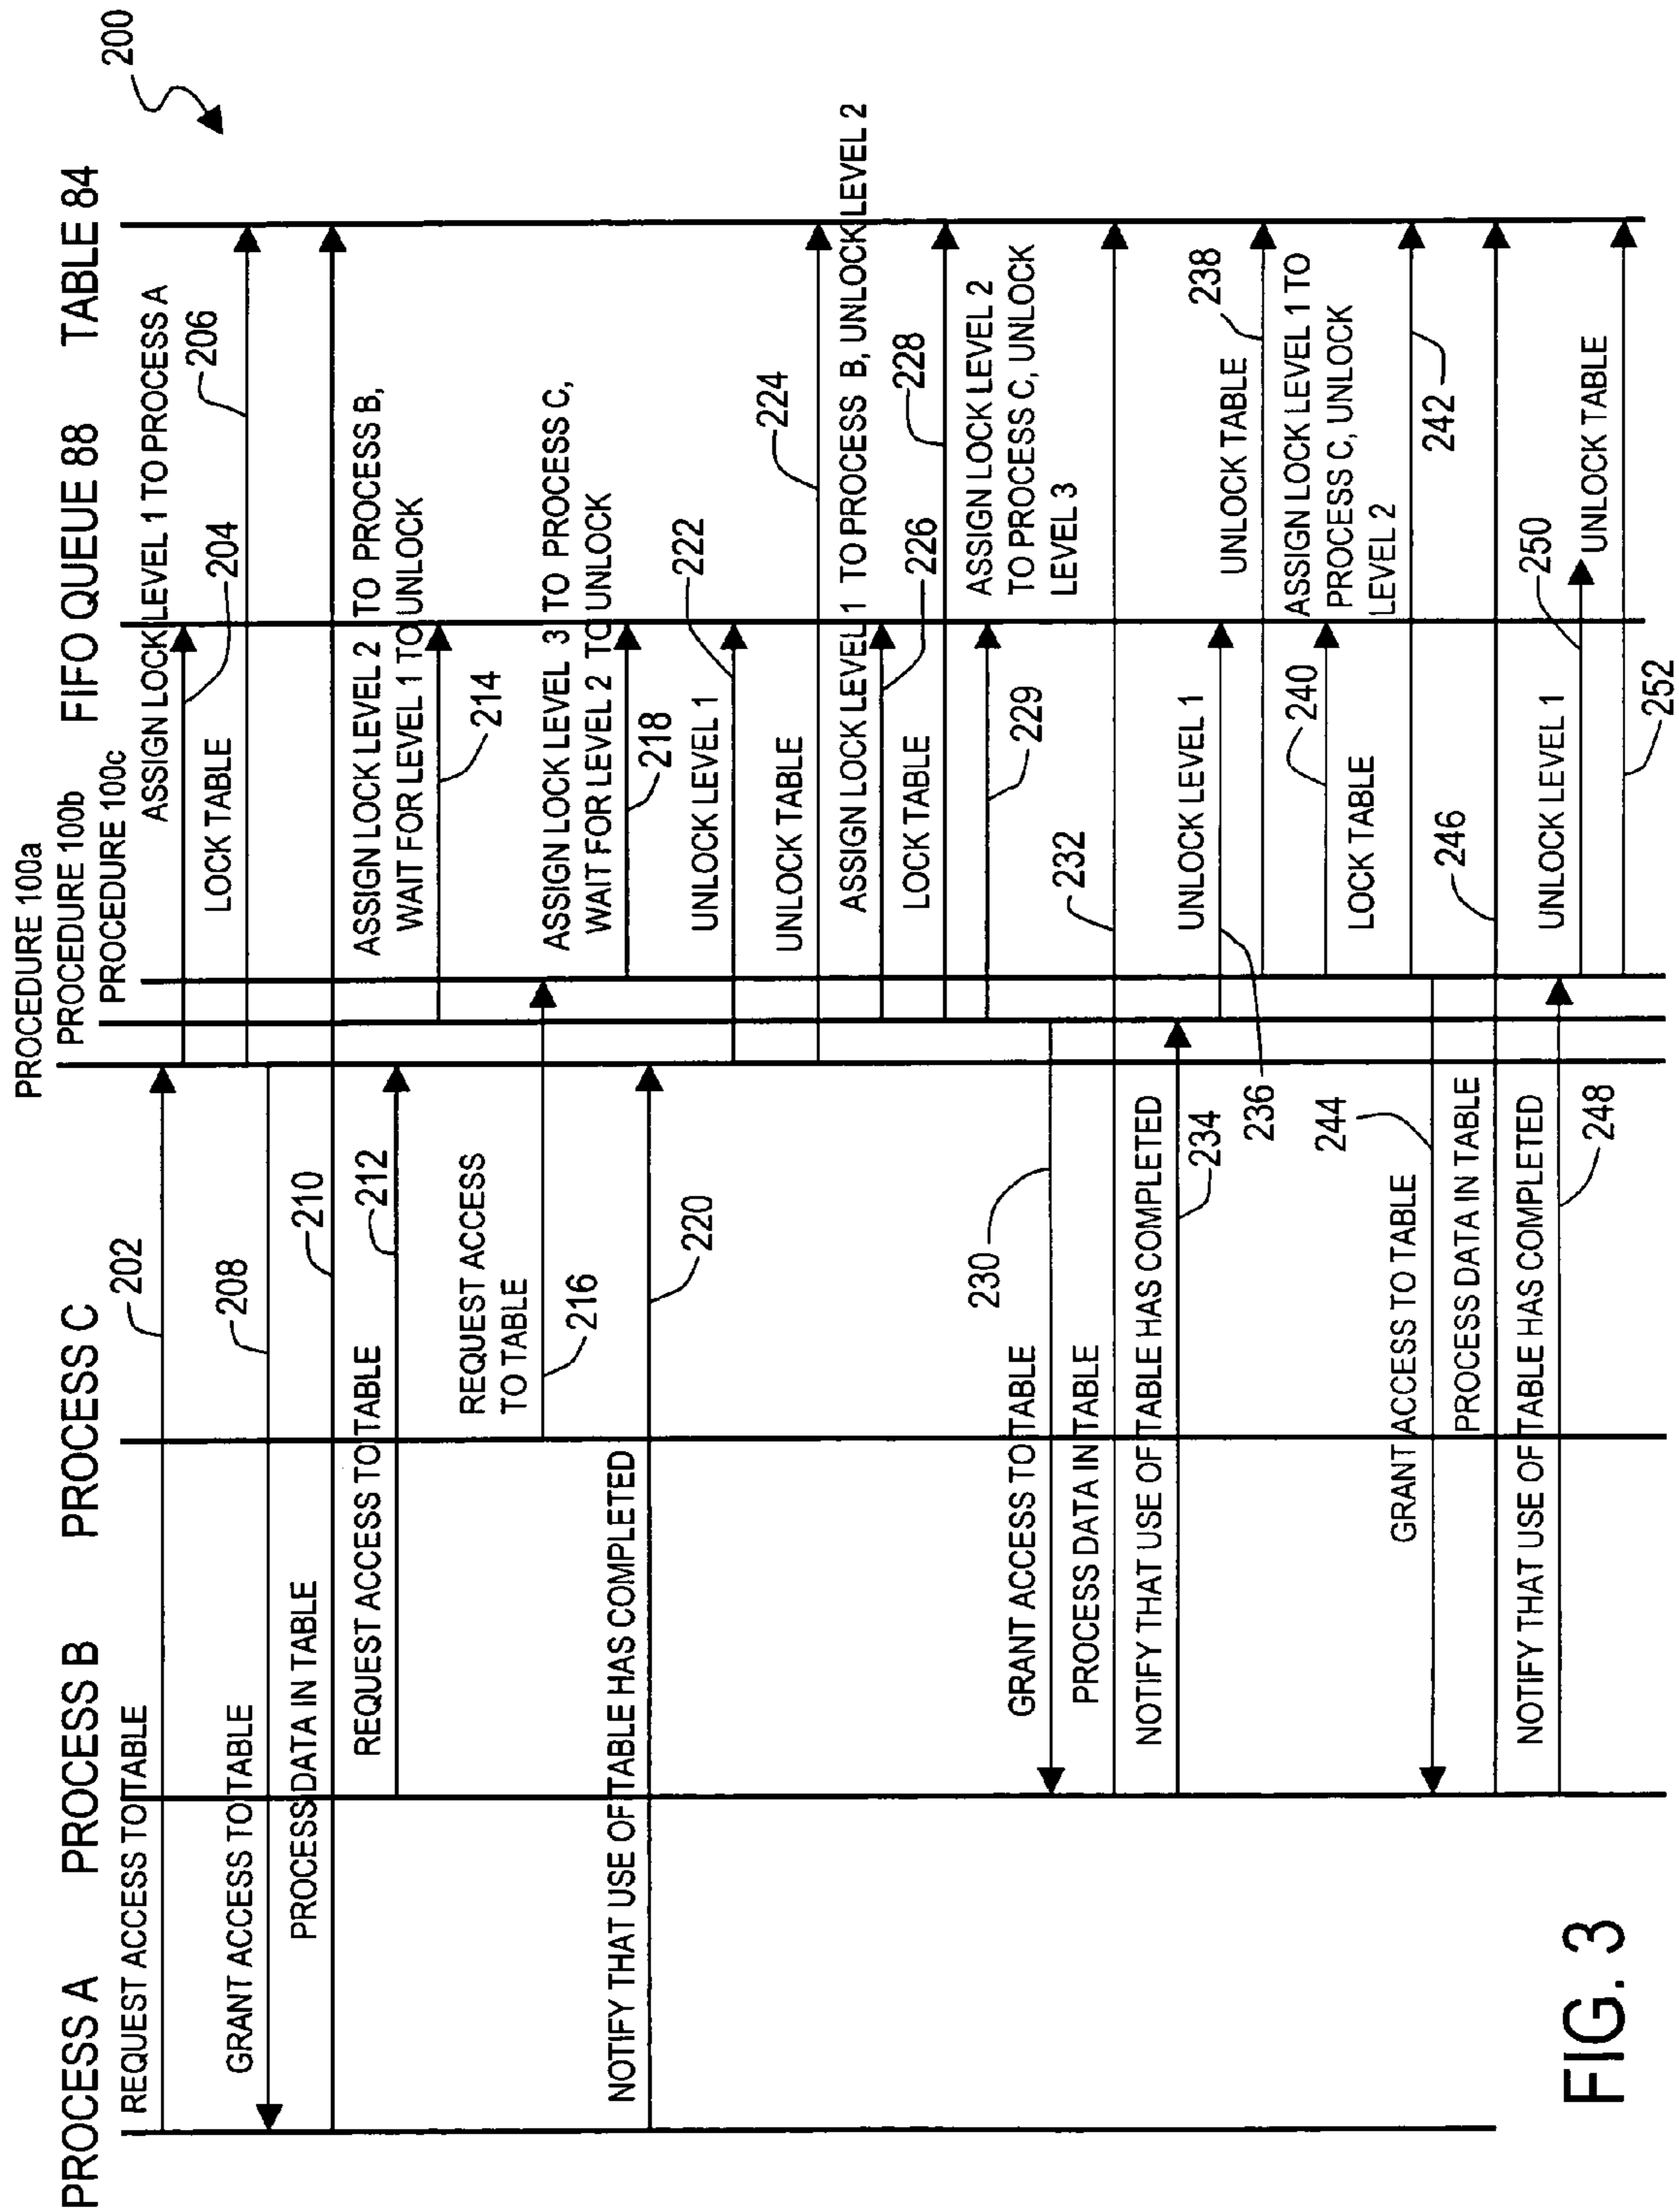 200
PROCEDURE 100a
PROCEDURE 100b
PROCEDURE 100c
PROCESS A
PROCESS B
PROCESS C
FIFO QUEUE 88
TABLE 84
REQUEST ACCESS TO TABLE
202
ASSIGN LOCK LEVEL 1 TO PROCESS A
204
LOCK TABLE
206
GRANT ACCESS TO TABLE
208
PROCESS DATA IN TABLE
210
REQUEST ACCESS TO TABLE
212
ASSIGN LOCK LEVEL 2 TO PROCESS B,
WAIT FOR LEVEL 1 TO UNLOCK
214
REQUEST ACCESS
TO TABLE
216
ASSIGN LOCK LEVEL 3 TO PROCESS C,
WAIT FOR LEVEL 2 TO UNLOCK
218
NOTIFY THAT USE OF TABLE HAS COMPLETED
220
UNLOCK LEVEL 1
222
UNLOCK TABLE
224
ASSIGN LOCK LEVEL 1 TO PROCESS B, UNLOCK LEVEL 2
226
LOCK TABLE
228
ASSIGN LOCK LEVEL 2
TO PROCESS C, UNLOCK
LEVEL 3
229
GRANT ACCESS TO TABLE
230
PROCESS DATA IN TABLE
232
NOTIFY THAT USE OF TABLE HAS COMPLETED
234
UNLOCK LEVEL 1
236
UNLOCK TABLE
238
ASSIGN LOCK LEVEL 1 TO
PROCESS C, UNLOCK
LEVEL 2
240
LOCK TABLE
242
GRANT ACCESS TO TABLE
244
PROCESS DATA IN TABLE
246
NOTIFY THAT USE OF TABLE HAS COMPLETED
248
UNLOCK LEVEL 1
250
UNLOCK TABLE
252
FIG. 3